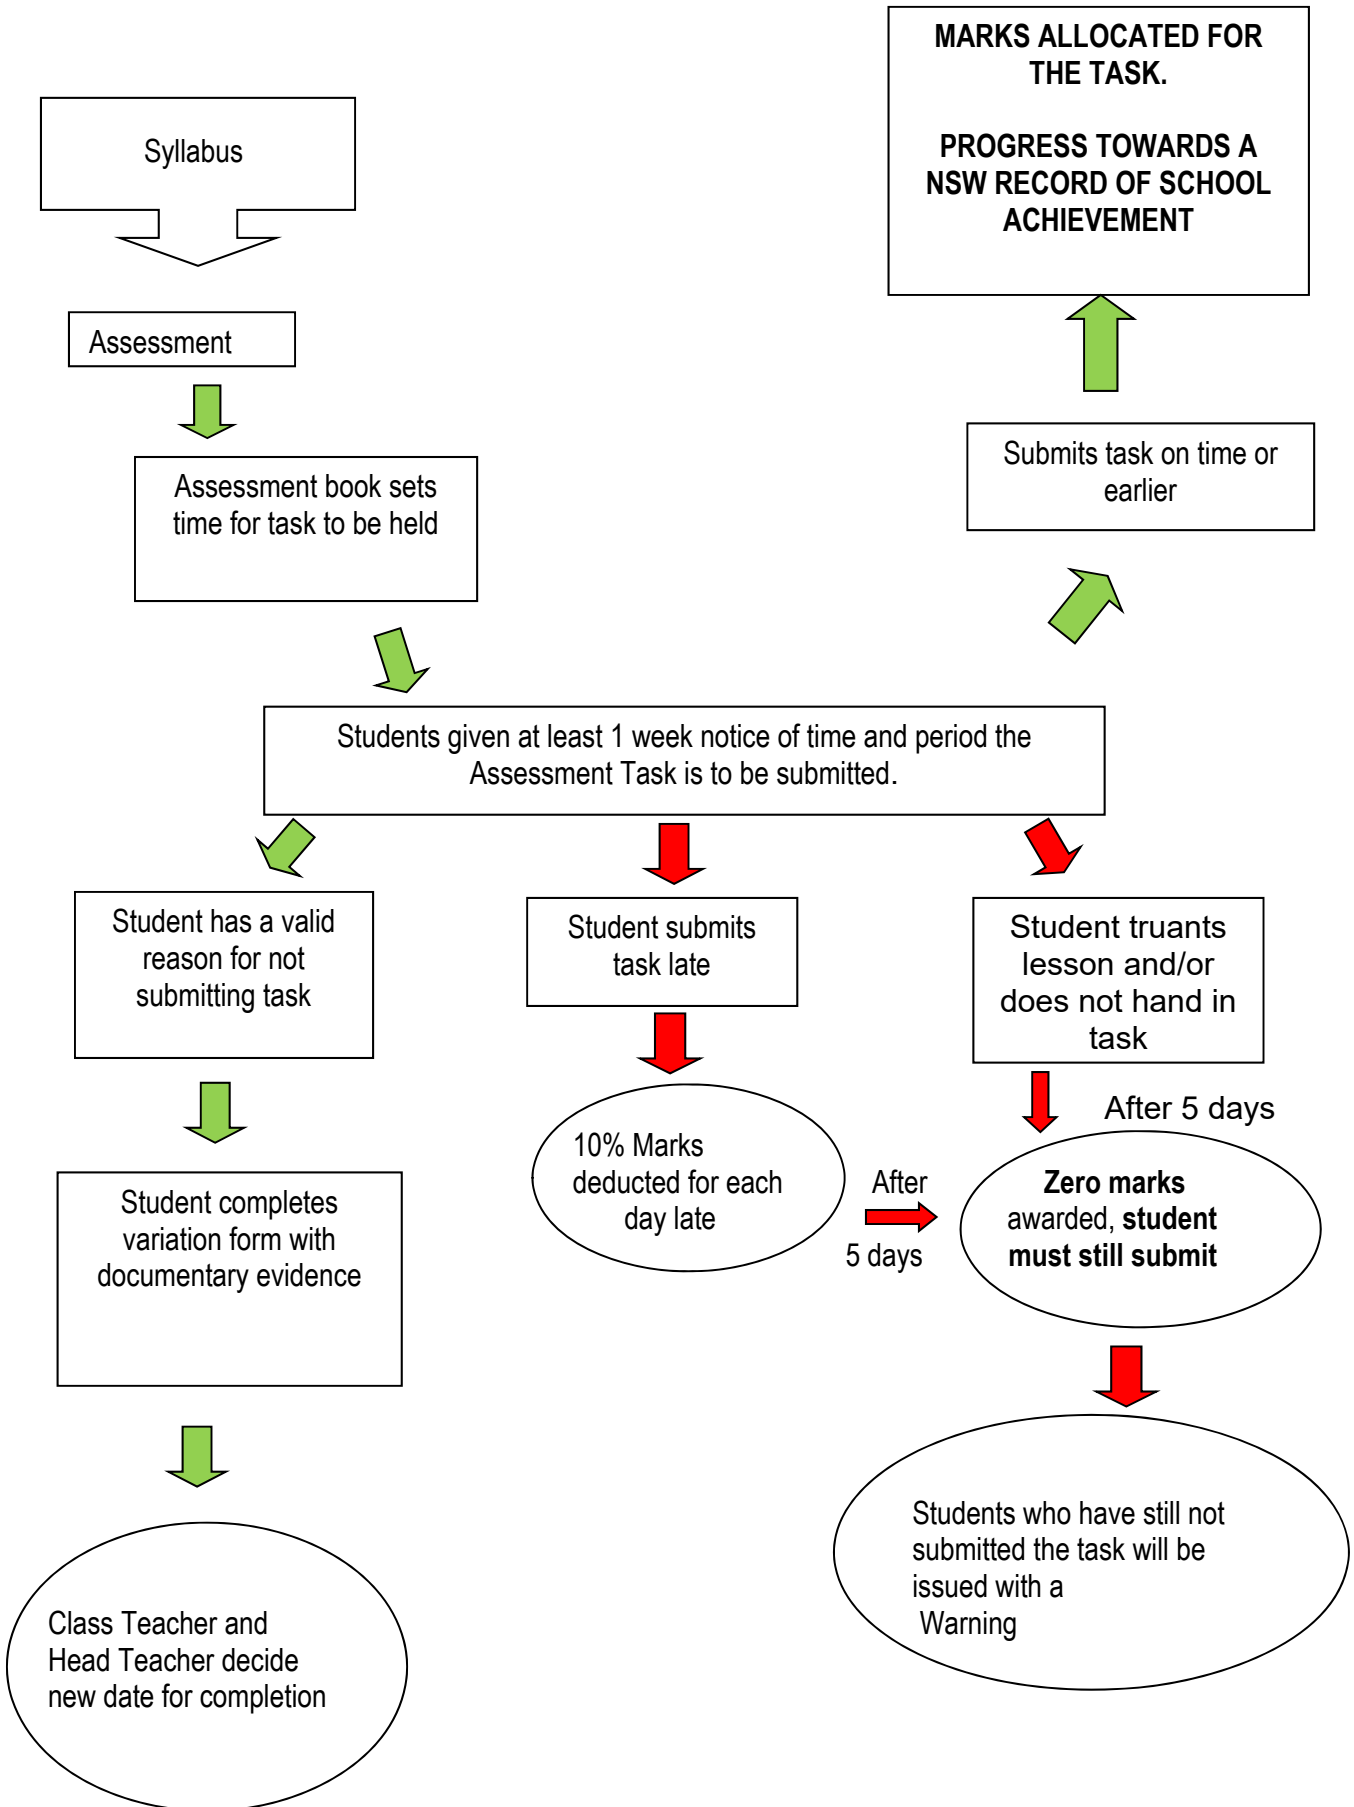 MARKS ALLOCATED FOR
THE TASK.
PROGRESS TOWARDS A
NSW RECORD OF SCHOOL
ACHIEVEMENT
Syllabus
Assessment
Submits task on time or
earlier
Assessment book sets
time for task to be held
Students given at least 1 week notice of time and period the
Assessment Task is to be submitted.
Student has a valid
reason for not
submitting task
Student submits
task late
Student truants
lesson and/or
does not hand in
task
After 5 days
10% Marks
deducted for each
day late
After
5 days
Zero marks
awarded, student
must still submit
Student completes
variation form with
documentary evidence
Students who have still not
submitted the task will be
issued with a
Warning
Class Teacher and
Head Teacher decide
new date for completion